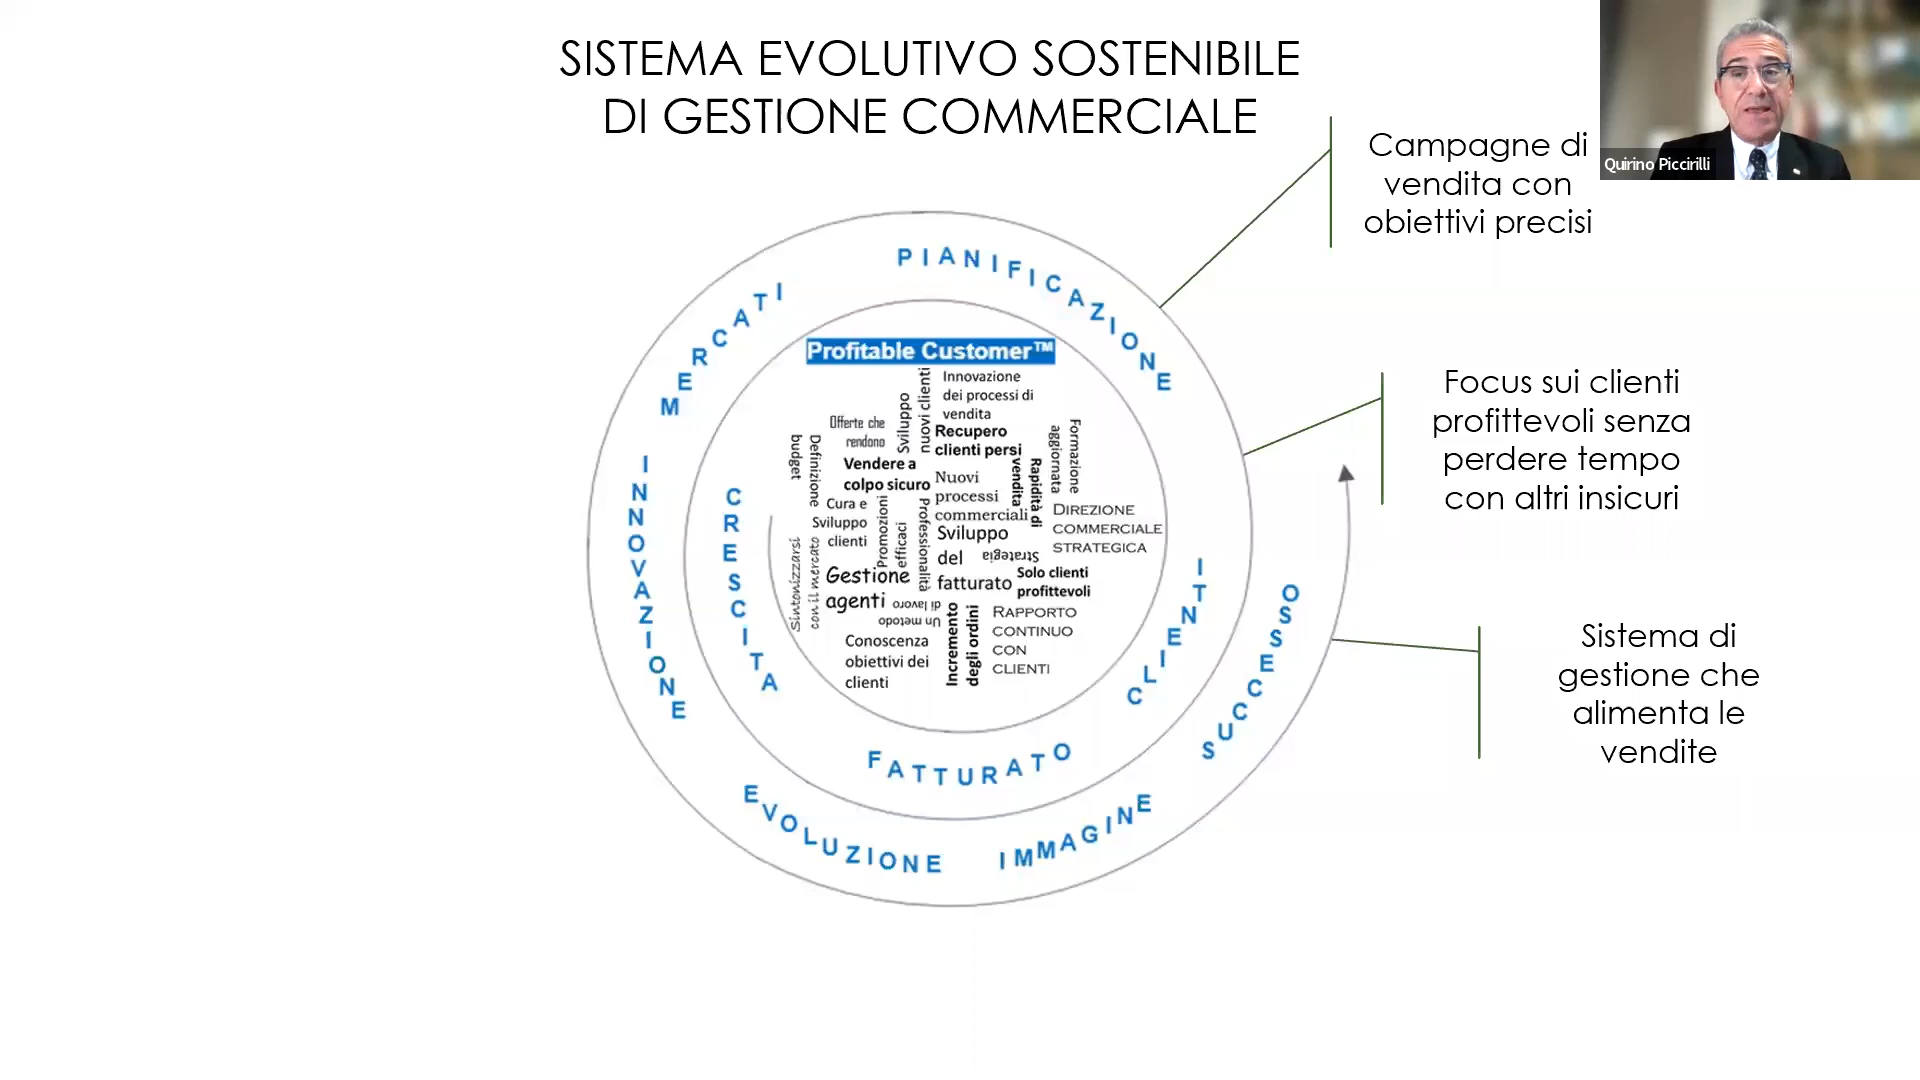 SISTEMA EVOLUTIVO SOSTENIBILE
DI GESTIONE COMMERCIALE
Quirino Piccirilli
Campagne di
vendita con
obiettivi precisi
Focus sui clienti
profittevoli senza
perdere tempo
con altri insicuri
Sistema di
gestione che
alimenta le
vendite
MERCATI
PIANIFICAZIONE
INNOVAZIONE
CRESCITA
CLIENTI
FATTURATO
EVOLUZIONE
IMMAGINE
SUCCESSO
Profitable Customer™
Sviluppo
nuovi clienti
Innovazione
dei processi di
vendita
Offerte che
rendono
Definizione
budget
Recupero
clienti persi
Formazione
aggiornata
Vendere a
colpo sicuro
Nuovi
processi
commerciali
Rapidità di
vendita
Cura e
Sviluppo
clienti
Promozioni
efficaci
Professionalità
DIREZIONE
COMMERCIALE
STRATEGICA
Sviluppo
del
fatturato
Strategia
Sintonizzarsi
con il mercato
Gestione
agenti
Solo clienti
profittevoli
Un metodo
di lavoro
Incremento
degli ordini
RAPPORTO
CONTINUO
CON
CLIENTI
Conoscenza
obiettivi dei
clienti